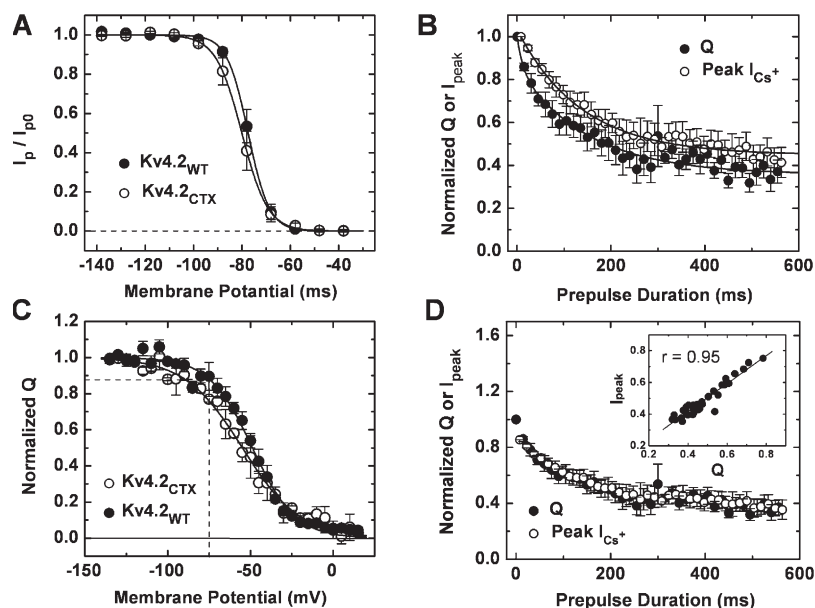 A
I p / I p0
1.0
0.8
0.6
0.4
0.2
0.0
Kv4.2WT
Kv4.2CTX
-140 -120 -100 -80 -60 -40
Membrane Potential (ms)
B
Normalized Q or Ipeak
1.0
0.8
0.6
0.4
0.2
0.0
Q
Peak ICs+
0 200 400 600
Prepulse Duration (ms)
C
Normalized Q
1.2
1.0
0.8
0.6
0.4
0.2
0.0
Kv4.2CTX
Kv4.2WT
-150 -100 -50 0
Membrane Potential (mV)
D
Normalized Q or Ipeak
1.6
1.2
0.8
0.4
0.0
r = 0.95
Ipeak
0.8
0.6
0.4
0.2
0.2 0.4 0.6 0.8
Q
Q
Peak ICs+
0 200 400 600
Prepulse Duration (ms)